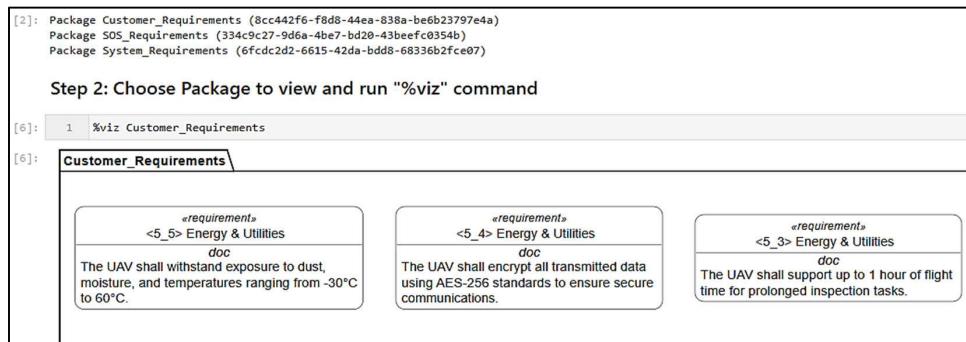 [2]: Package Customer_Requirements (8cc442f6-f8d8-44ea-838a-be6b23797e4a)
Package SOS_Requirements (334c9c27-9d6a-4be7-bd20-43beefc0354b)
Package System_Requirements (6fcdc2d2-6615-42da-bdd8-68336b2fce07)
Step 2: Choose Package to view and run "%viz" command
[6]: 1 %viz Customer_Requirements
[6]:
Customer_Requirements
«requirement»
<5_5> Energy & Utilities
doc
The UAV shall withstand exposure to dust,
moisture, and temperatures ranging from -30°C
to 60°C.
«requirement»
<5_4> Energy & Utilities
doc
The UAV shall encrypt all transmitted data
using AES-256 standards to ensure secure
communications.
«requirement»
<5_3> Energy & Utilities
doc
The UAV shall support up to 1 hour of flight
time for prolonged inspection tasks.